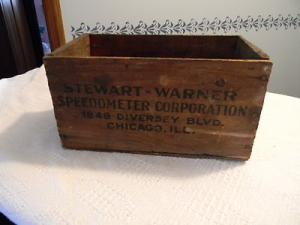 STEWART-WARNER
SPEEDOMETER CORPORATION
1848 DIVERSEY BLVD.
CHICAGO, ILL.